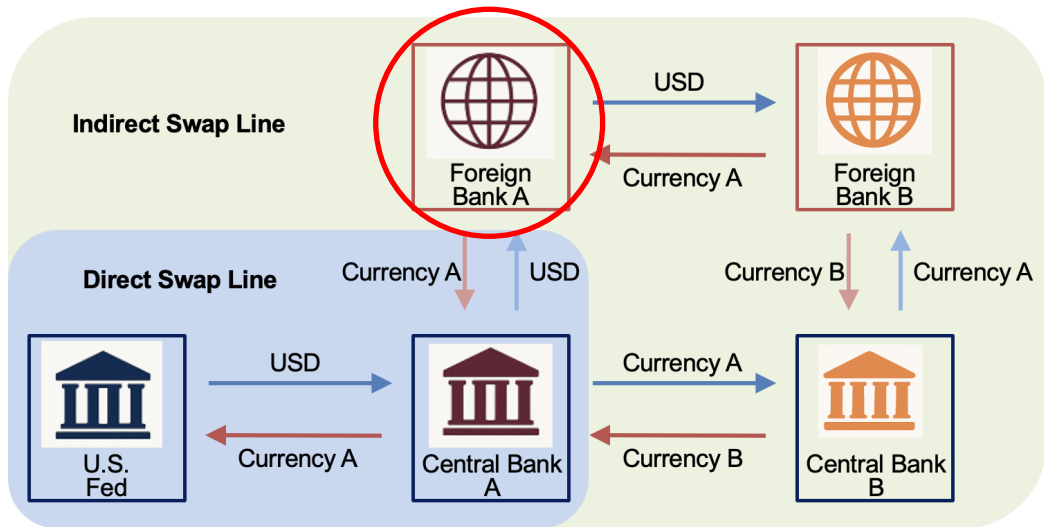 USD
Indirect Swap Line
Foreign
Bank A
Currency A
Foreign
Bank B
Currency A
USD
Currency B
Currency A
Direct Swap Line
USD
Currency A
Currency A
Currency B
U.S.
Fed
Central Bank
A
Central Bank
B